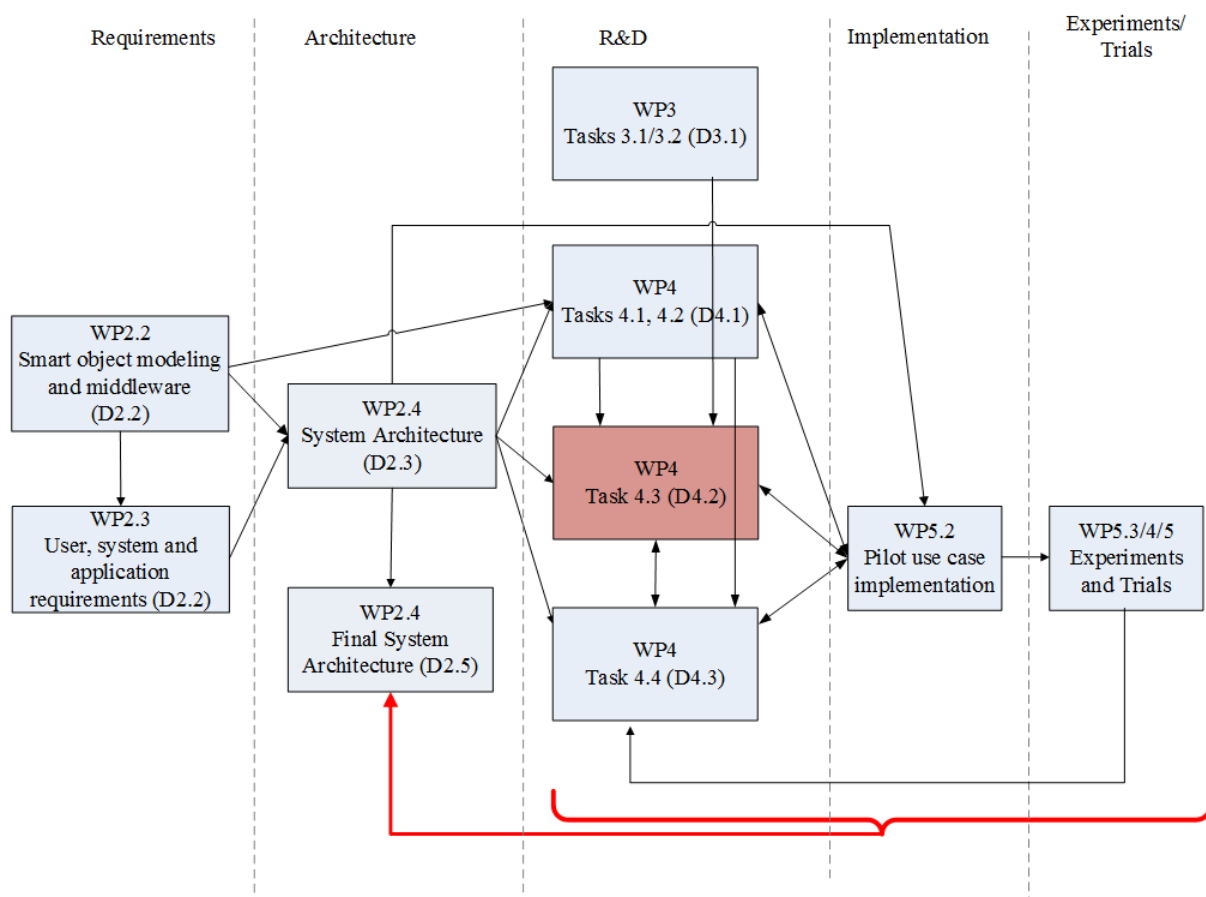 Requirements
Architecture
R&D
Implementation
Experiments/
Trials
WP3
Tasks 3.1/3.2 (D3.1)
WP4
Tasks 4.1, 4.2 (D4.1)
WP2.2
Smart object modeling
and middleware
(D2.2)
WP2.4
System Architecture
(D2.3)
WP4
Task 4.3 (D4.2)
WP2.3
User, system and
application
requirements (D2.2)
WP5.2
Pilot use case
implementation
WP5.3/4/5
Experiments
and Trials
WP2.4
Final System
Architecture (D2.5)
WP4
Task 4.4 (D4.3)